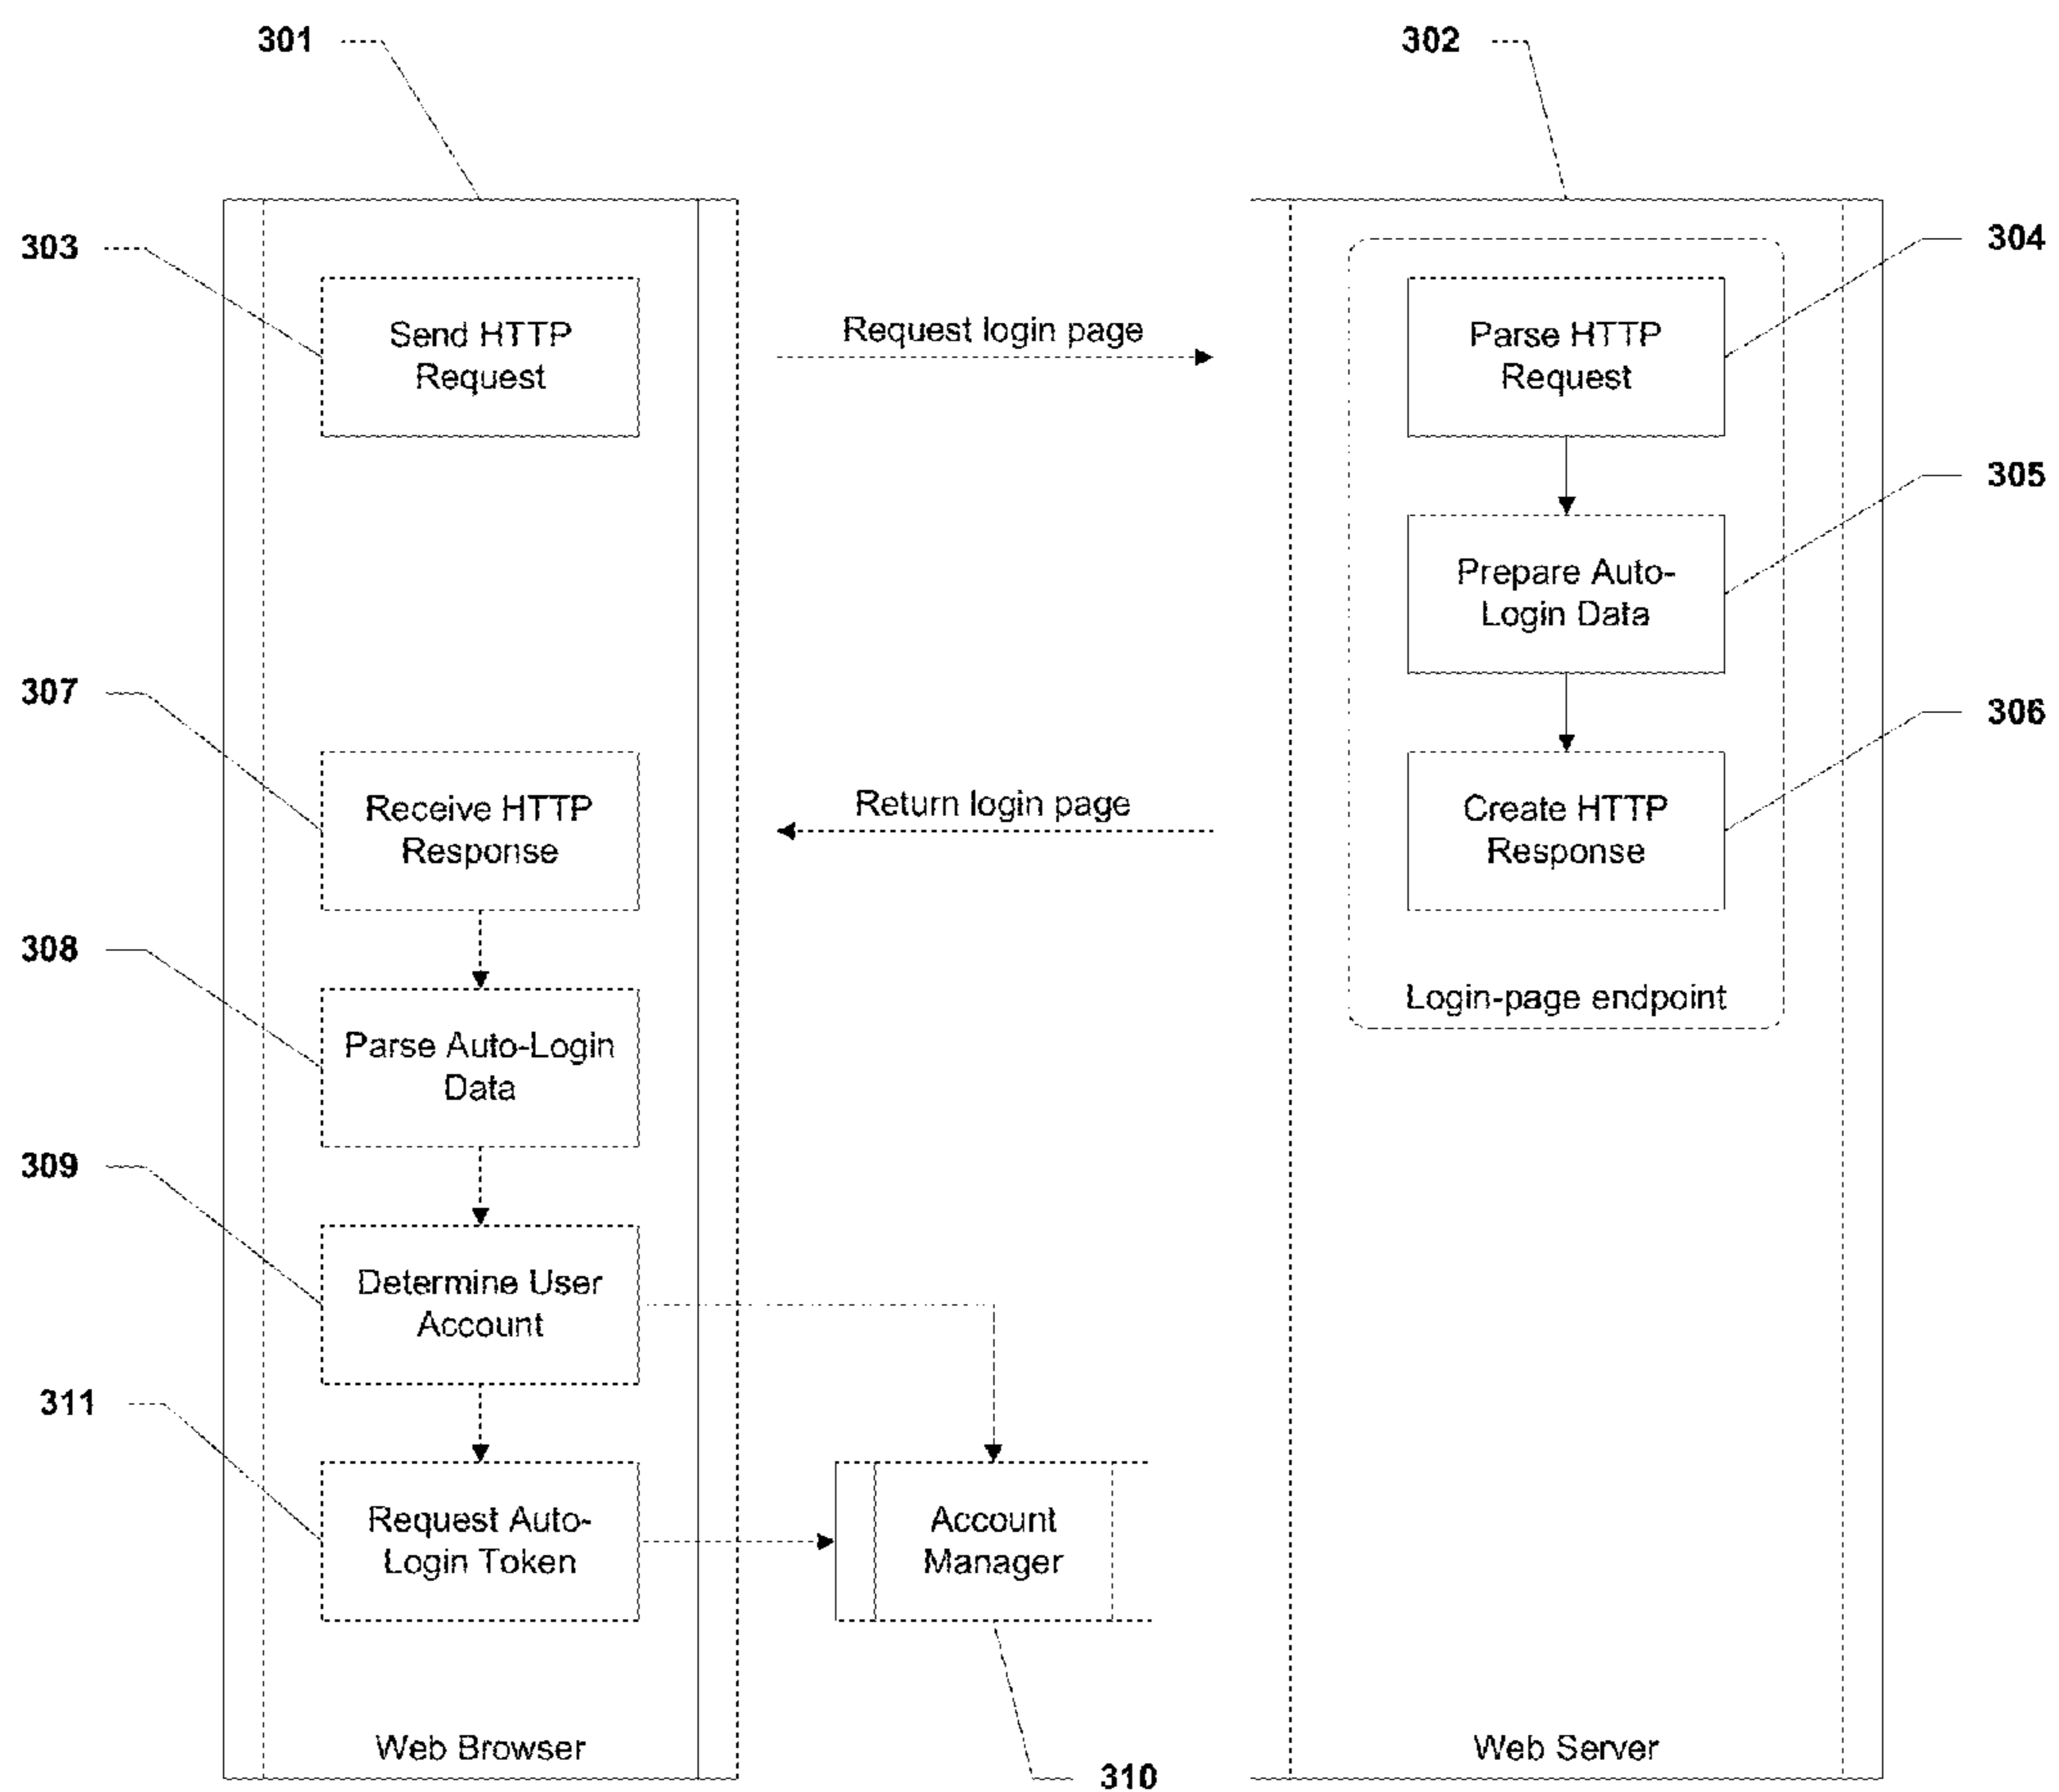 301
302
303
304
Send HTTP
Request
Request login page
Parse HTTP
Request
305
Prepare Auto-
Login Data
307
306
Receive HTTP
Response
Return login page
Create HTTP
Response
308
Login-page endpoint
Parse Auto-Login
Data
309
Determine User
Account
311
Request Auto-
Login Token
Account
Manager
Web Browser
Web Server
310